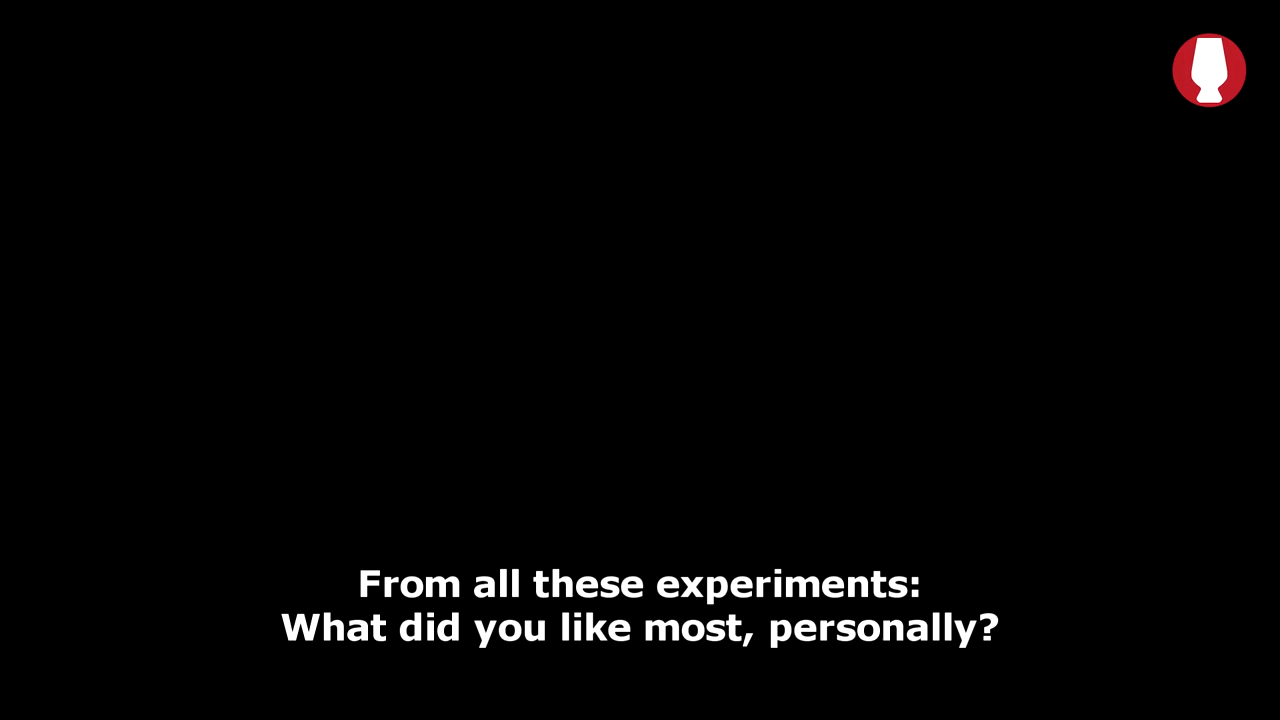 From all these experiments:
What did you like most, personally?